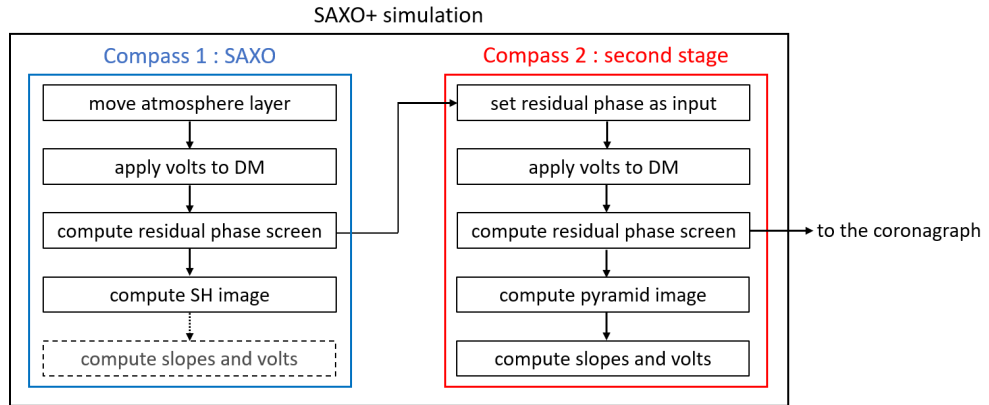 SAXO+ simulation
Compass 1 : SAXO
move atmosphere layer
apply volts to DM
compute residual phase screen
compute SH image
compute slopes and volts
Compass 2 : second stage
set residual phase as input
apply volts to DM
compute residual phase screen
compute pyramid image
compute slopes and volts
to the coronagraph